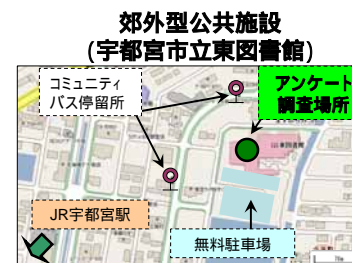 郊外型公共施設
(宇都宮市立東図書館)
コミュニティ
バス停留所
アンケート
調査場所
JR宇都宮駅
無料駐車場